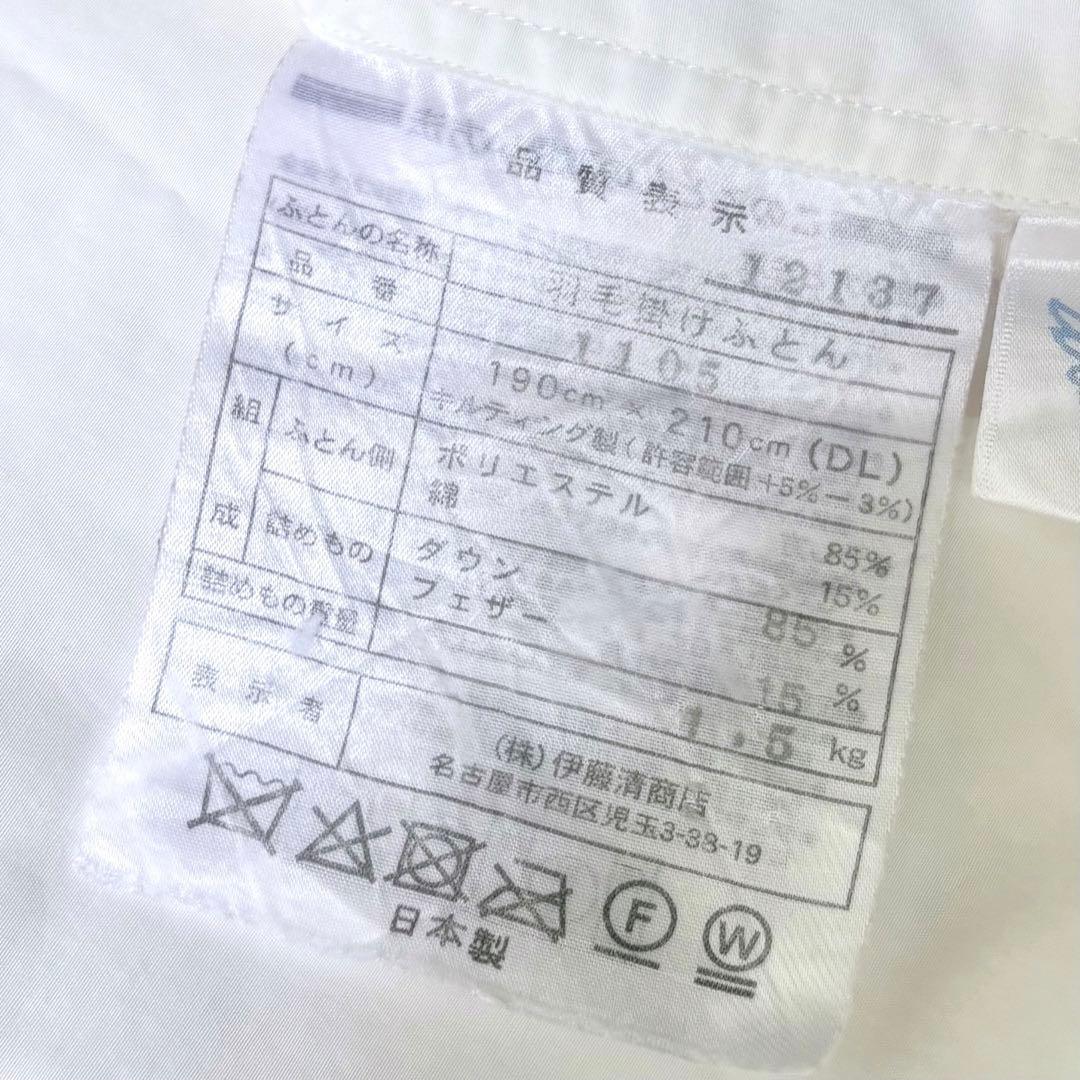 品質表示
12137
ふとんの名称 羽毛掛けふとん
品番 1105
サイズ(cm) 190cm × 210cm (DL)
キルティング製(許容範囲+5%−3%)
組成 ふとん側 ポリエステル 85%
綿 15%
詰めもの ダウン 85%
フェザー 15%
詰めもの質量 1.5kg
表示者 (株)伊藤清商店
名古屋市西区児玉3-38-19
F W
日本製